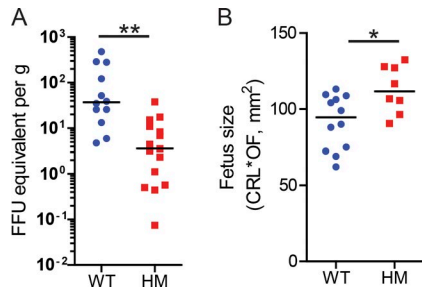 A
**
FFU equivalent per g
10³
10²
10¹
10⁰
10⁻¹
10⁻²
WT HM
B
*
Fetus size
(CRL*OF, mm²)
150
100
50
0
WT HM